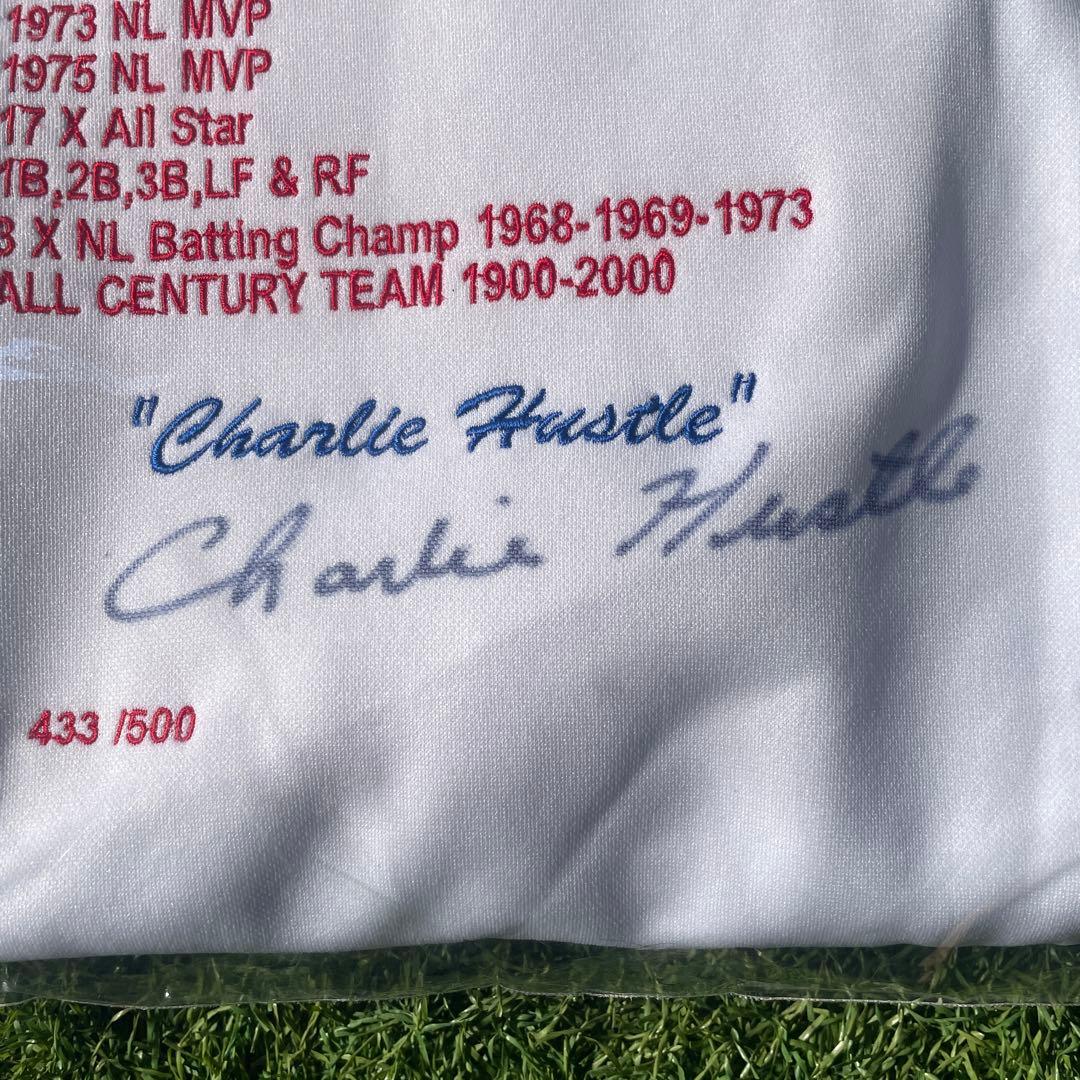 1973 NL MVP
1975 NL MVP
17 X All Star
1B,2B,3B,LF & RF
3 X NL Batting Champ 1968-1969-1973
ALL CENTURY TEAM 1900-2000
"Charlie Hustle"
Charlie Hustle
433 /500